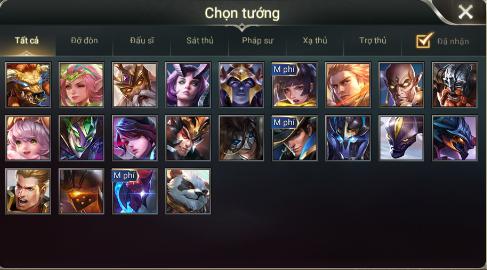 Chọn tướng
Tất cả Đỡ đòn Đấu sĩ Sát thủ Pháp sư Xạ thủ Trợ thủ Đã nhận
M phí
M phí
M phí